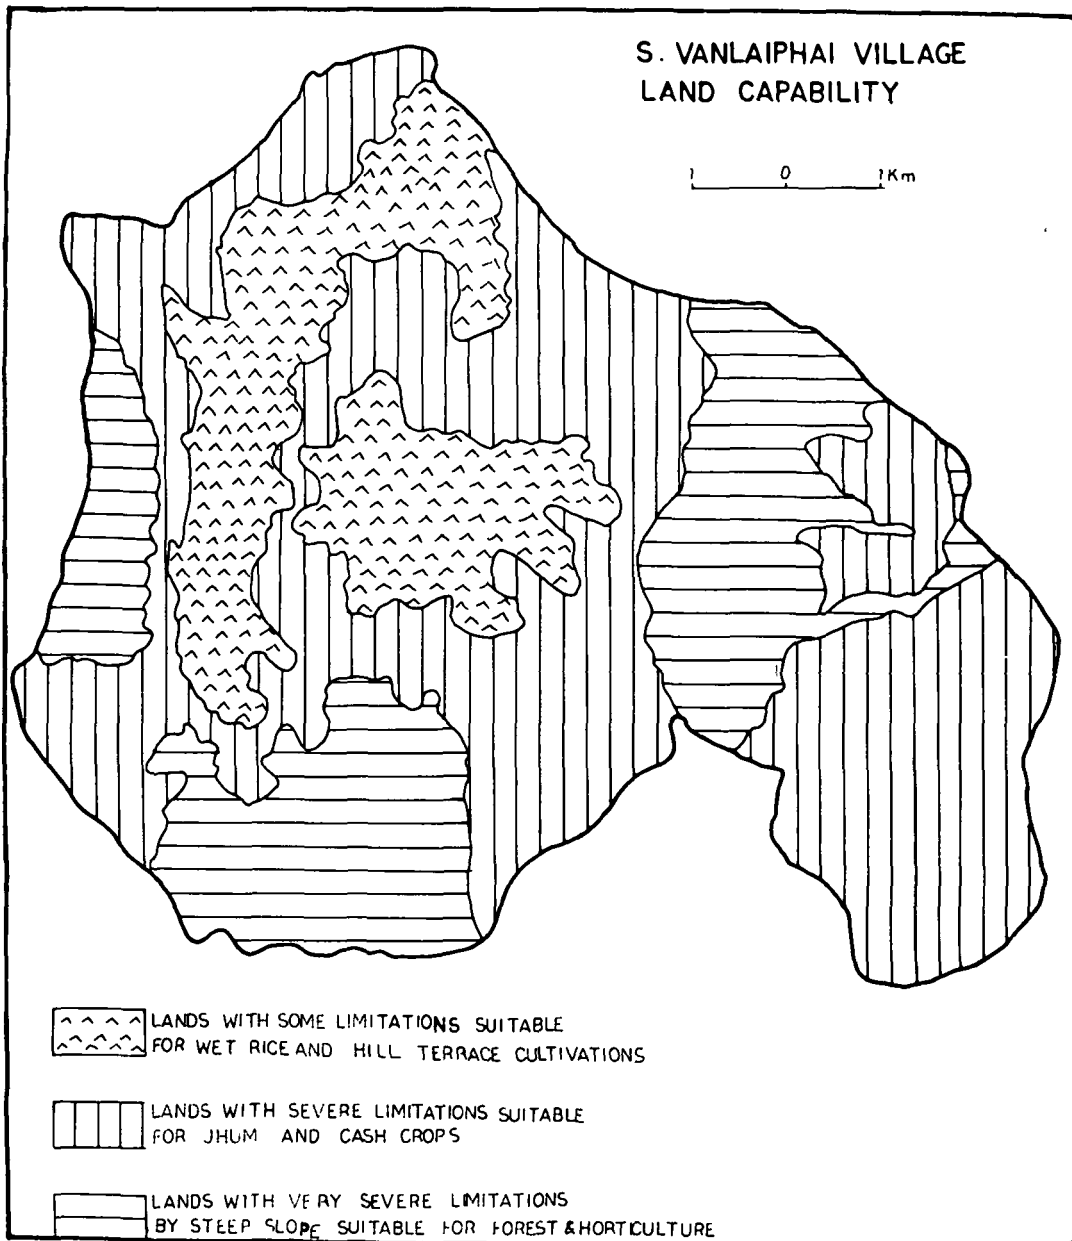 S. VANLAIPHAI VILLAGE
LAND CAPABILITY
1 0 1 Km
LANDS WITH SOME LIMITATIONS SUITABLE
FOR WET RICE AND HILL TERRACE CULTIVATIONS
LANDS WITH SEVERE LIMITATIONS SUITABLE
FOR JHUM AND CASH CROPS
LANDS WITH VERY SEVERE LIMITATIONS
BY STEEP SLOPE SUITABLE FOR FOREST & HORTICULTURE